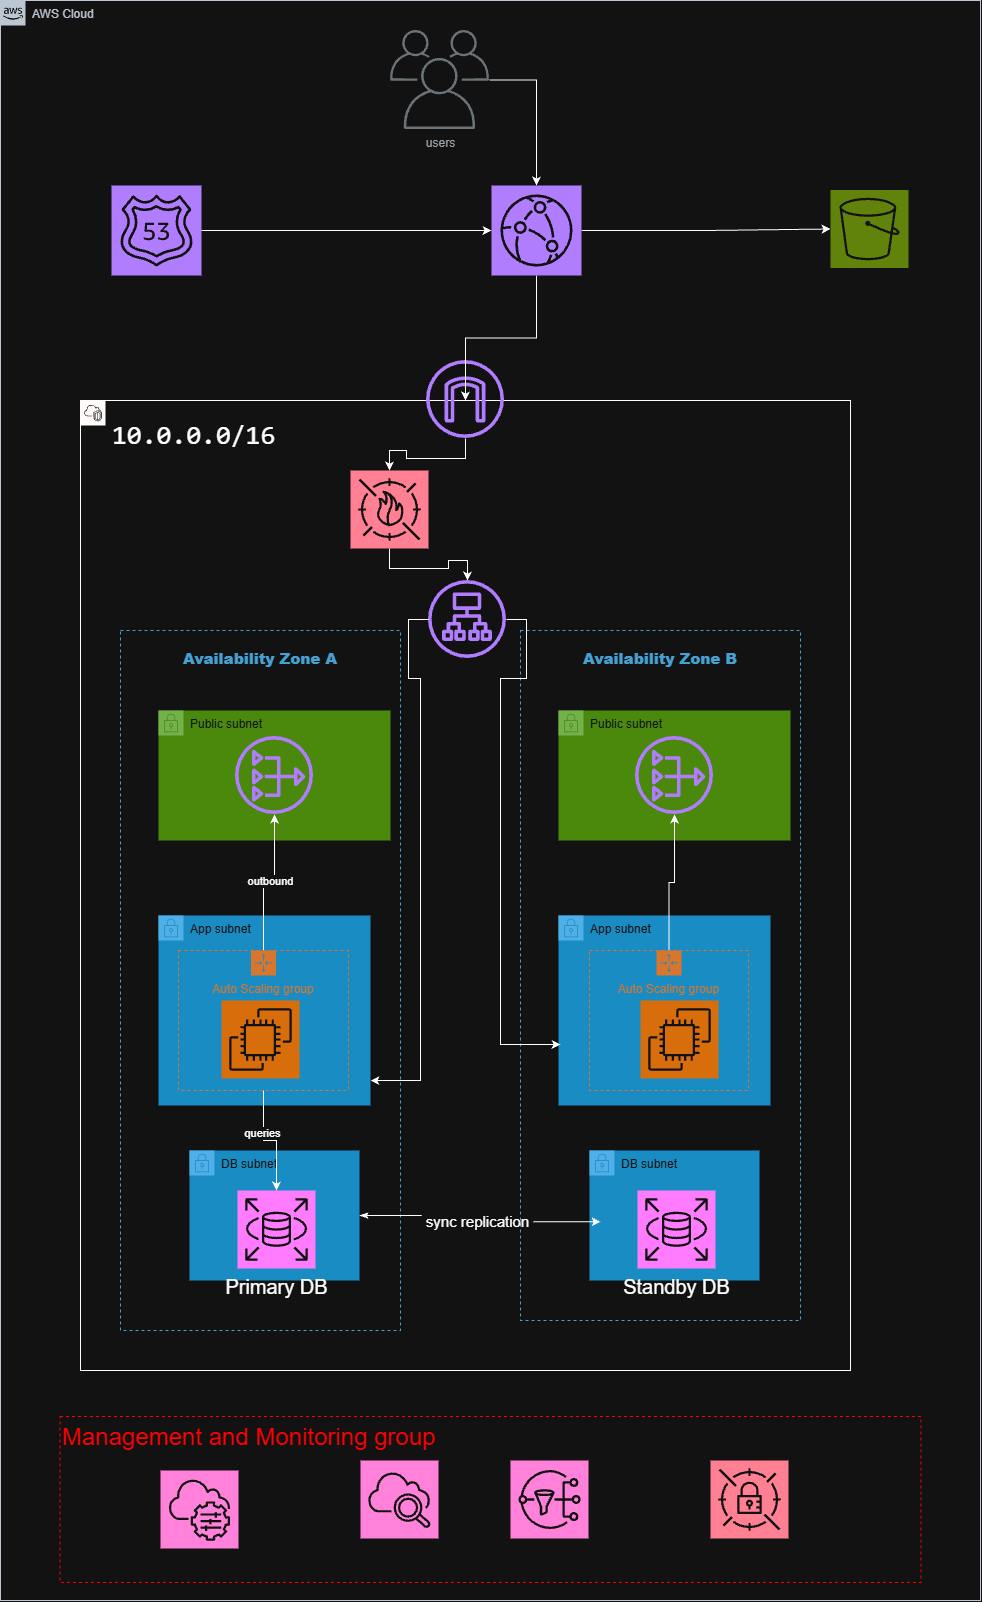 aws
AWS Cloud
users
53
10.0.0.0/16
Availability Zone A
Availability Zone B
Public subnet
Public subnet
outbound
App subnet
App subnet
Auto Scaling group
Auto Scaling group
queries
DB subnet
DB subnet
sync replication
Primary DB
Standby DB
Management and Monitoring group